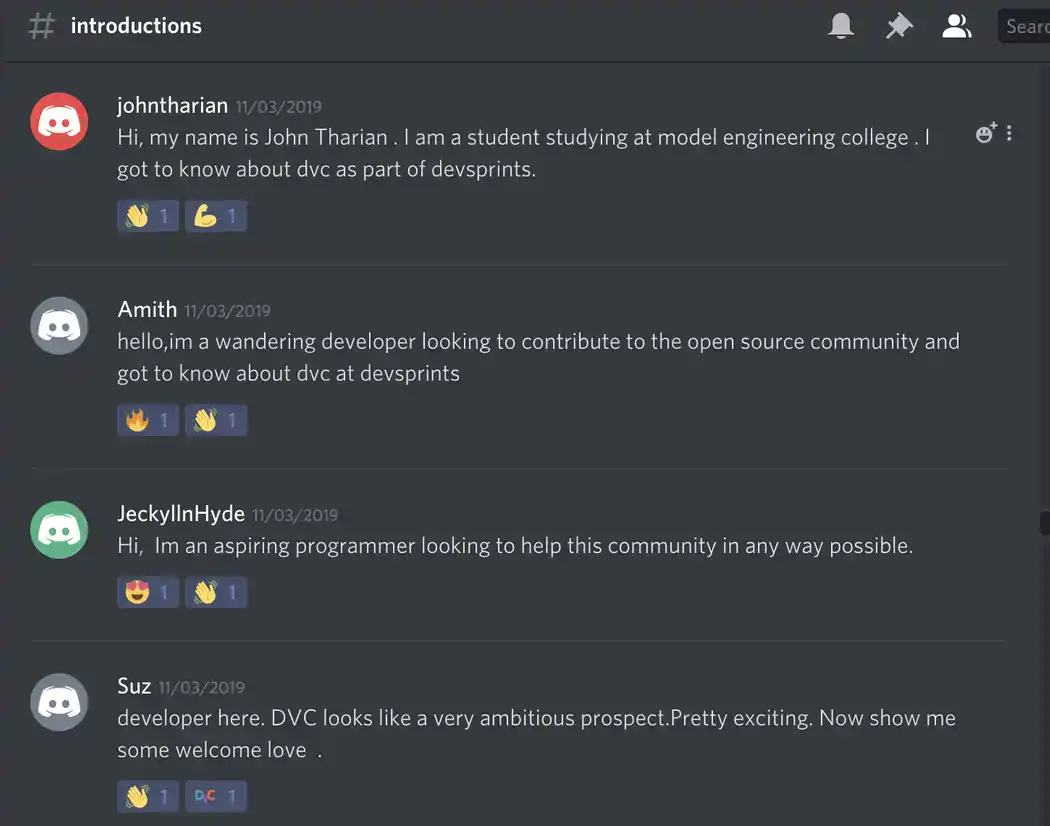 # introductions
Searc
johntharian 11/03/2019
Hi, my name is John Tharian . I am a student studying at model engineering college . I
got to know about dvc as part of devsprints.
1 1
Amith 11/03/2019
hello,im a wandering developer looking to contribute to the open source community and
got to know about dvc at devsprints
1 1
JeckyllnHyde 11/03/2019
Hi,  Im an aspiring programmer looking to help this community in any way possible.
1 1
Suz 11/03/2019
developer here. DVC looks like a very ambitious prospect.Pretty exciting. Now show me
some welcome love  .
1 DVC 1